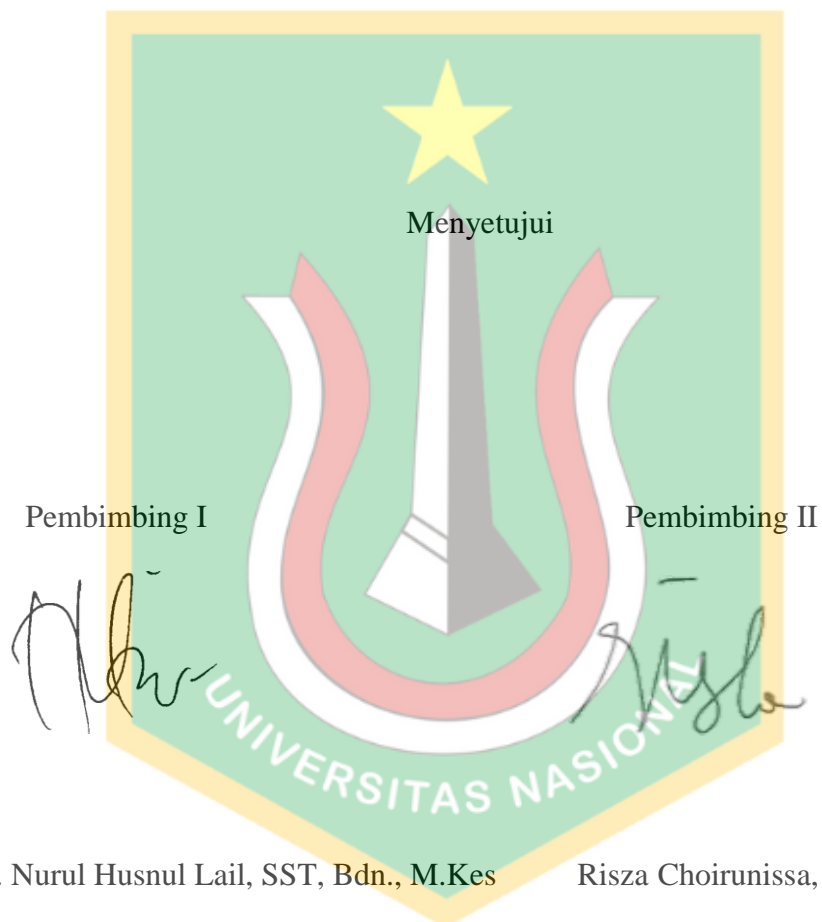 Menyetujui
Pembimbing I Pembimbing II
UNIVERSITAS NASIONAL
. Nurul Husnul Lail, SST, Bdn., M.Kes Risza Choirunissa,